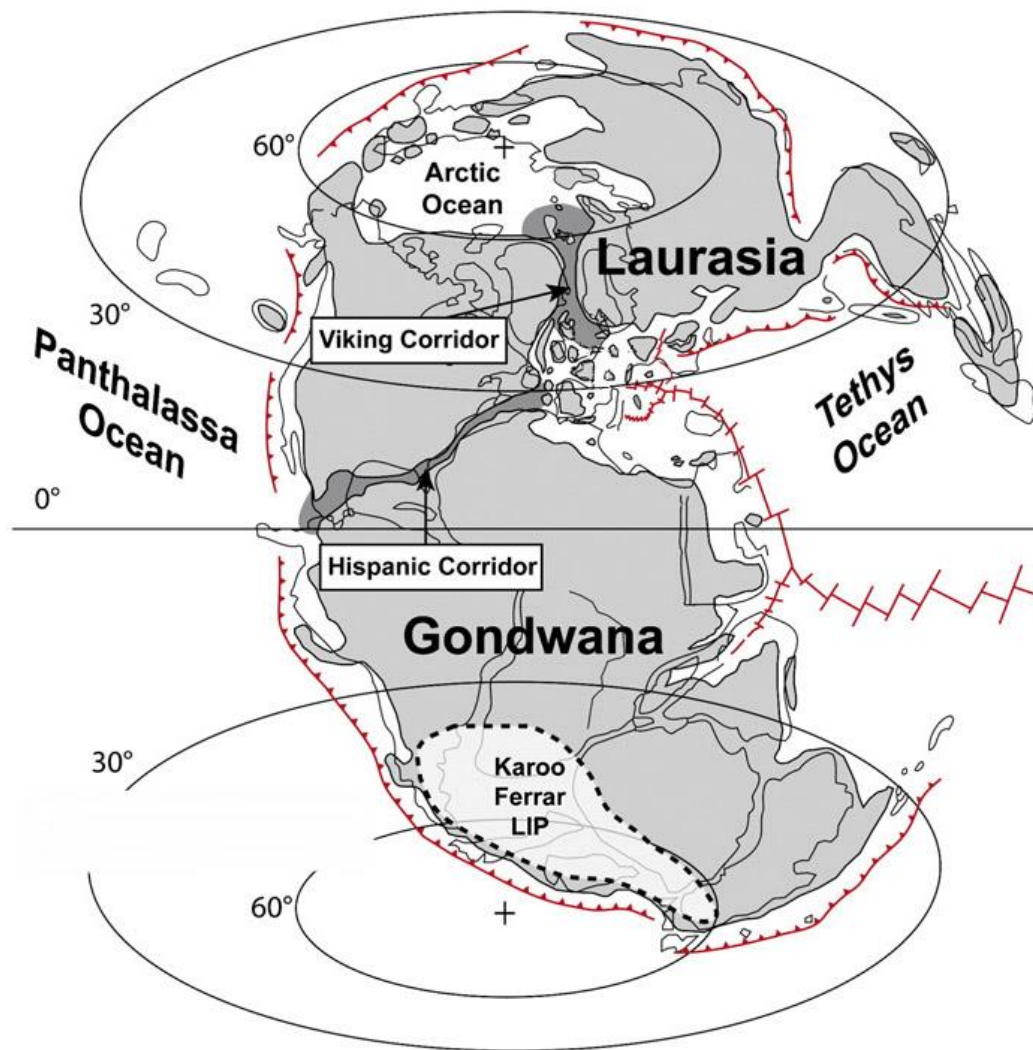 60°
Arctic
Ocean
Laurasia
30°
Viking Corridor
Panthalassa
Ocean
Tethys
Ocean
0°
Hispanic Corridor
Gondwana
30°
Karoo
Ferrar
LIP
60°